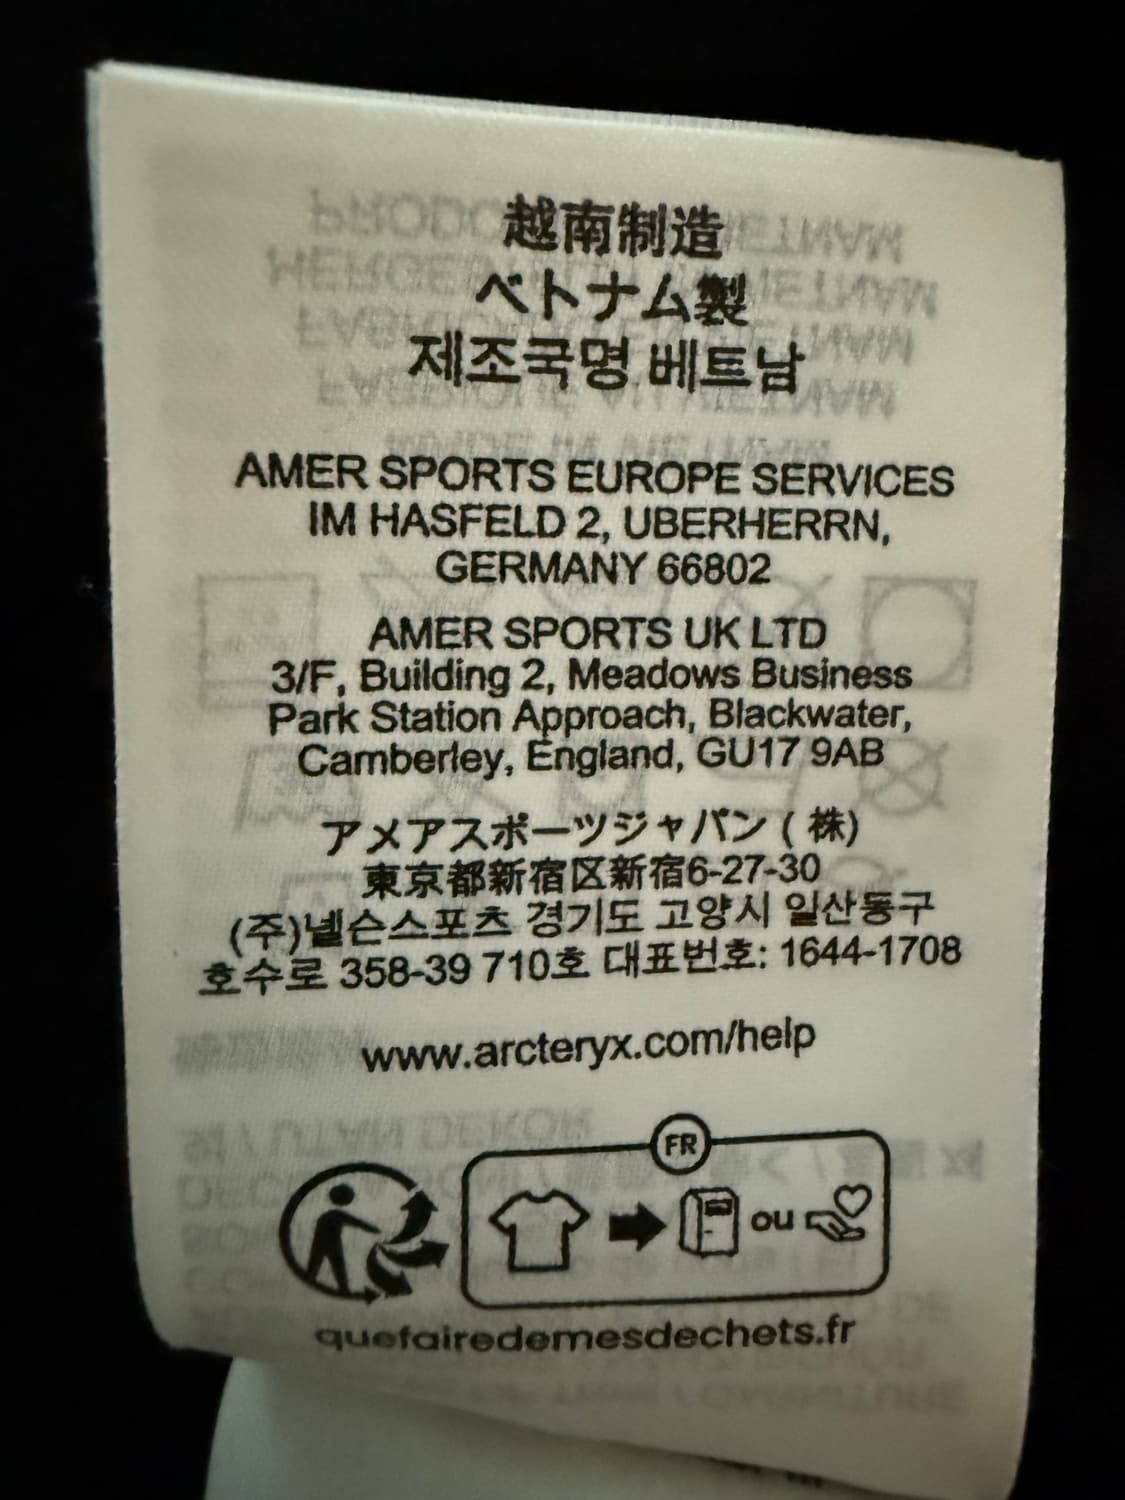 越南制造
ベトナム製
제조국명 베트남
AMER SPORTS EUROPE SERVICES
IM HASFELD 2, UBERHERRN,
GERMANY 66802
AMER SPORTS UK LTD
3/F, Building 2, Meadows Business
Park Station Approach, Blackwater,
Camberley, England, GU17 9AB
アメアスポーツジャパン ( 株)
東京都新宿区新宿6-27-30
(주)넬슨스포츠 경기도 고양시 일산동구
호수로 358-39 710호 대표번호: 1644-1708
www.arcteryx.com/help
FR
ou
quefairedemesdechets.fr